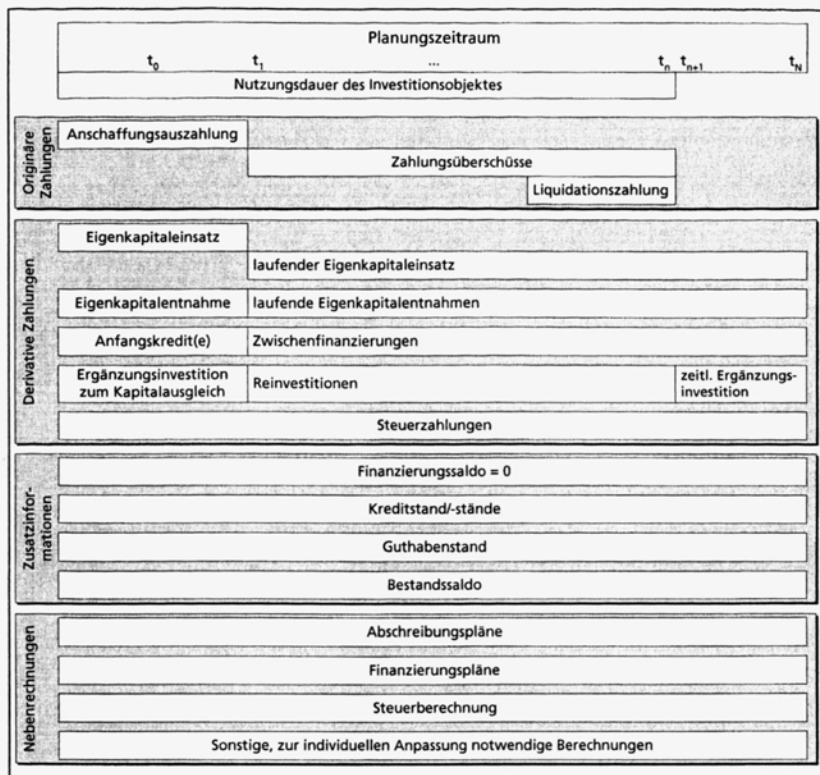 Planungszeitraum
t0 t1 ... tn tn+1 tN
Nutzungsdauer des Investitionsobjektes
Originäre
Zahlungen
Anschaffungsauszahlung
Zahlungsüberschüsse
Liquidationszahlung
Derivative Zahlungen
Eigenkapitaleinsatz
laufender Eigenkapitaleinsatz
Eigenkapitalentnahme
laufende Eigenkapitalentnahmen
Anfangskredit(e)
Zwischenfinanzierungen
Ergänzungsinvestition
zum Kapitalausgleich
Reinvestitionen
zeitl. Ergänzungs-
investition
Steuerzahlungen
Zusatzinfor-
mationen
Finanzierungssaldo = 0
Kreditstand/-stände
Guthabenstand
Bestandssaldo
Nebenrechnungen
Abschreibungspläne
Finanzierungspläne
Steuerberechnung
Sonstige, zur individuellen Anpassung notwendige Berechnungen